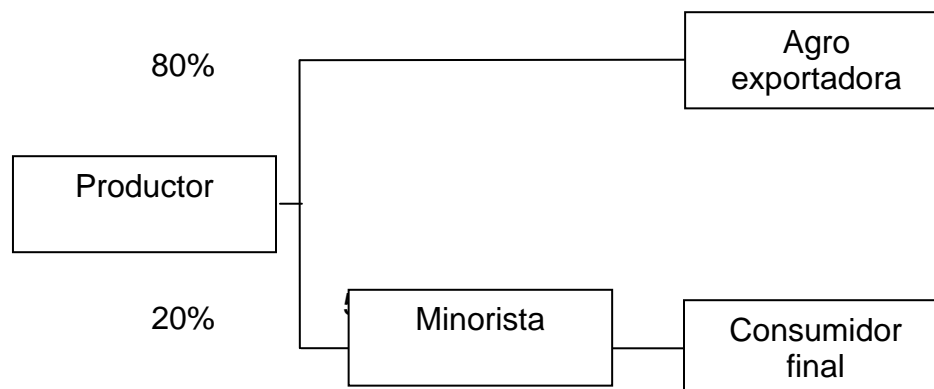 80%
Agro
exportadora
Productor
20%
Minorista
Consumidor
final